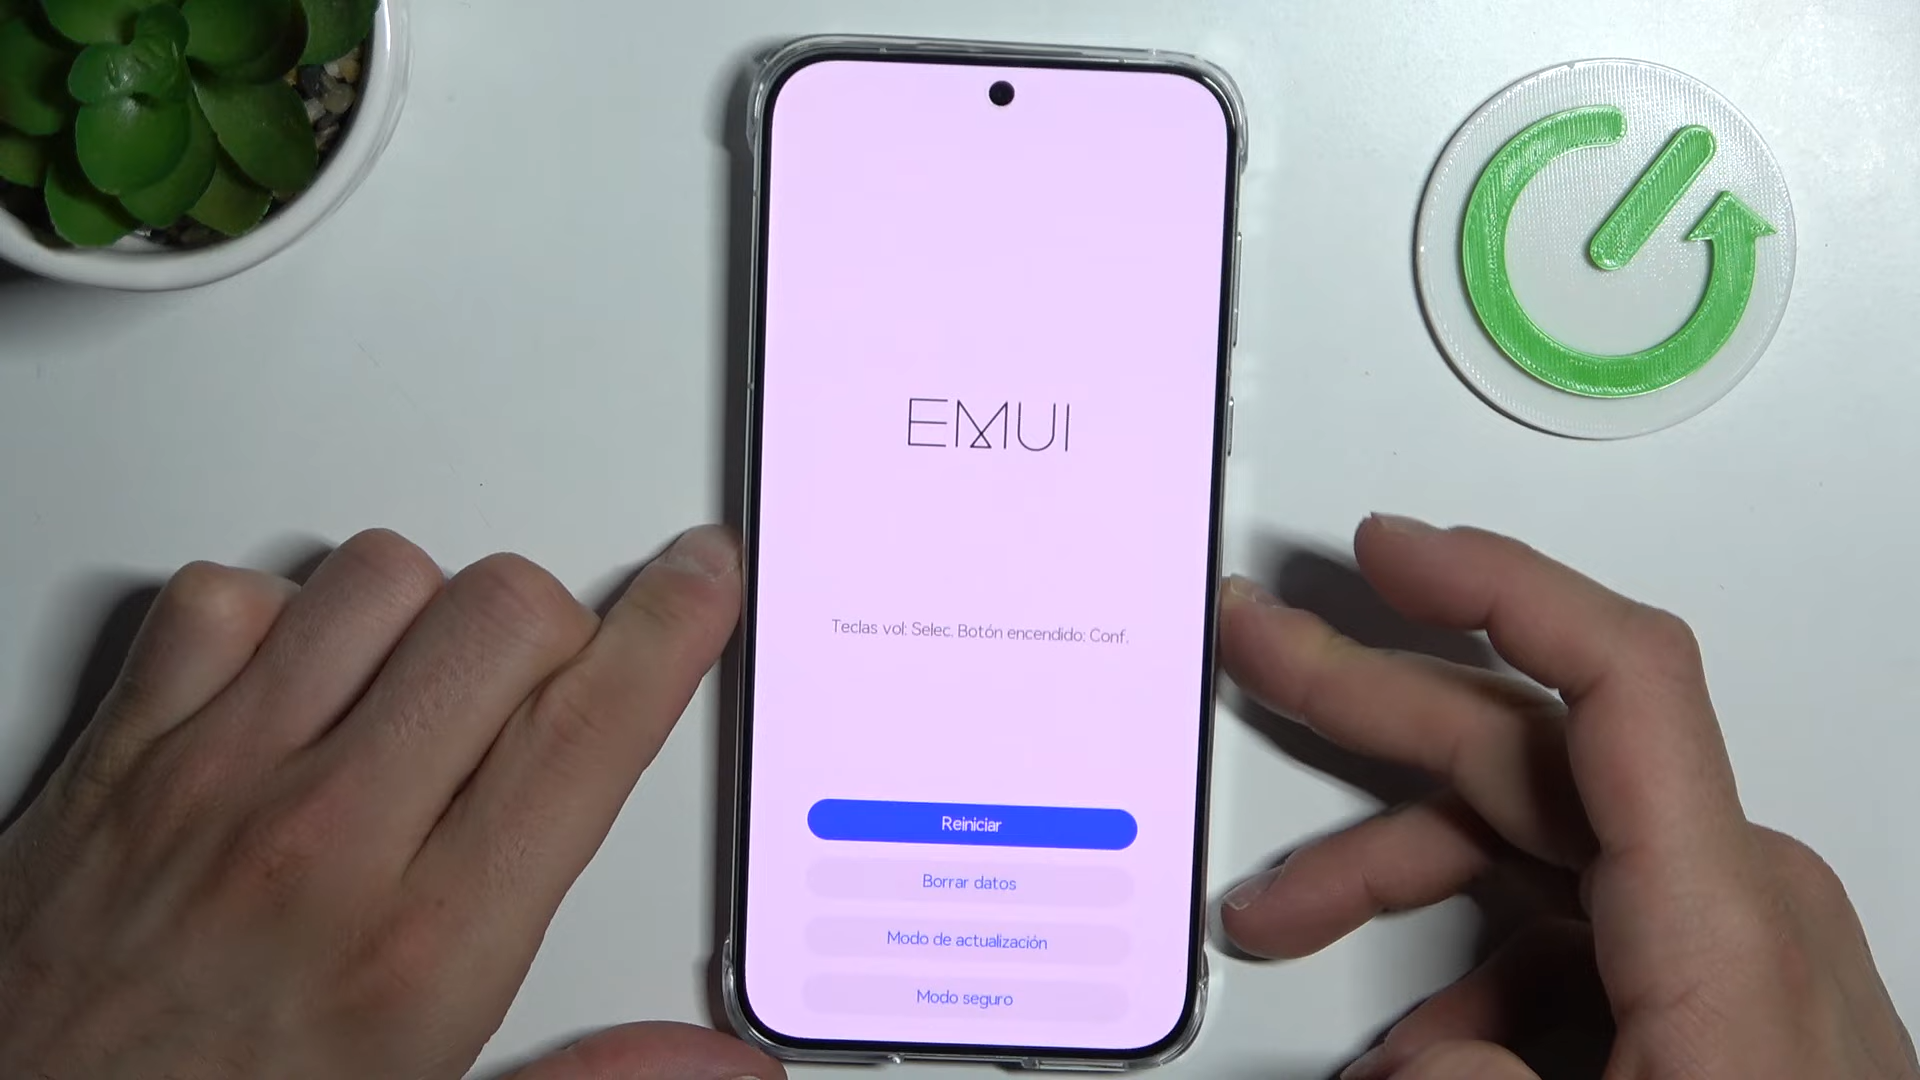 EMUI
Teclas vol: Selec. Botón encendido: Conf.
Reiniciar
Borrar datos
Modo de actualización
Modo seguro